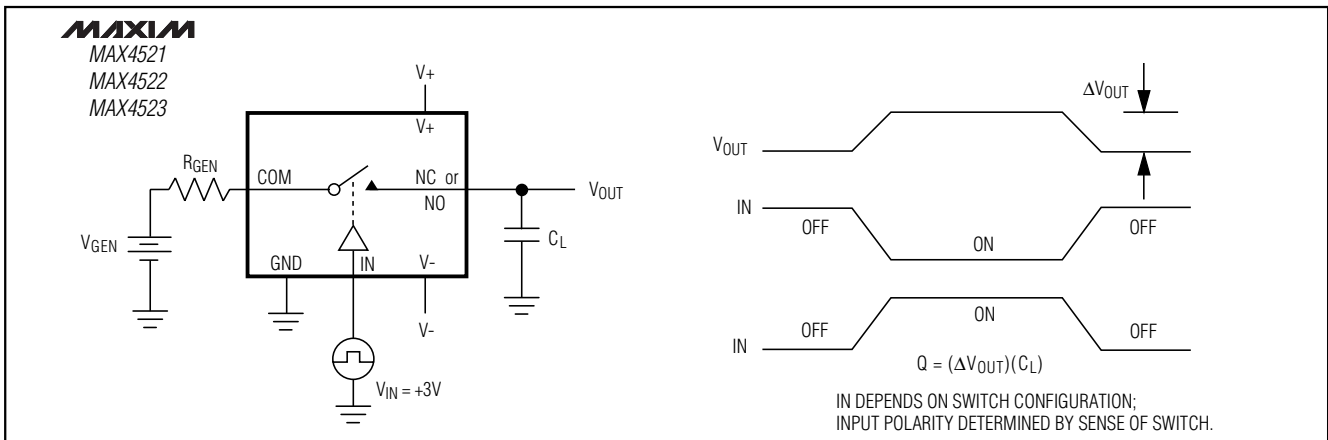 MAXIM
MAX4521
MAX4522
MAX4523
V+
V+
RGEN
COM
NC or
NO
VOUT
VGEN
CL
GND
IN
V-
V-
VIN = +3V
ΔVOUT
VOUT
IN
OFF
ON
OFF
IN
OFF
ON
OFF
Q = (ΔVOUT)(CL)
IN DEPENDS ON SWITCH CONFIGURATION;
INPUT POLARITY DETERMINED BY SENSE OF SWITCH.